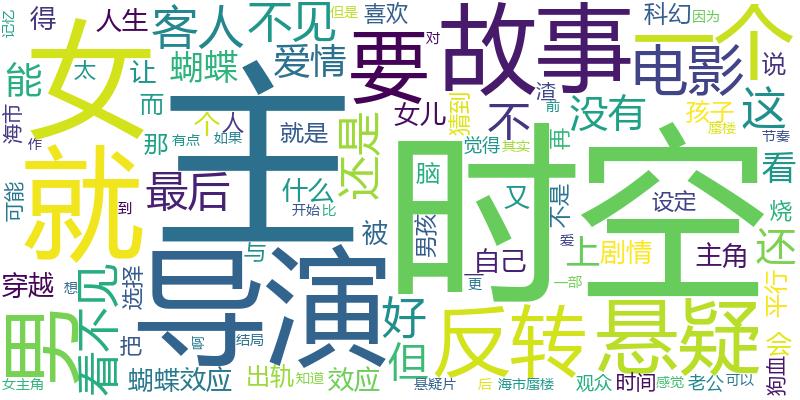 记忆
得
人生
客人
不见
但是
喜欢
要
故事
科幻
因为
一个
能
太
让
蝴蝶
爱情
对
电影
说
女
主
而
女儿
猜到
不
渣
俞
没有
孩子
蜃楼
这
海市
作
那
有点
个
人
如果
就是
还是
觉得
其实
再
节奏
就
最后
什么
脑
又
时空
不是
设定
看
烧
可能
到
开始
比
被
男孩
与
自己
爱
上
剧情
主角
还
穿越
想
看不见
选择
导演
一
更
一部
平行
男
把
写
结局
好
但
反转
悬疑
会
狗血
女主角
蝴蝶效应
出轨
知道
效应
悬疑片
后
海市蜃楼
观众
时间
感觉
老公
可以